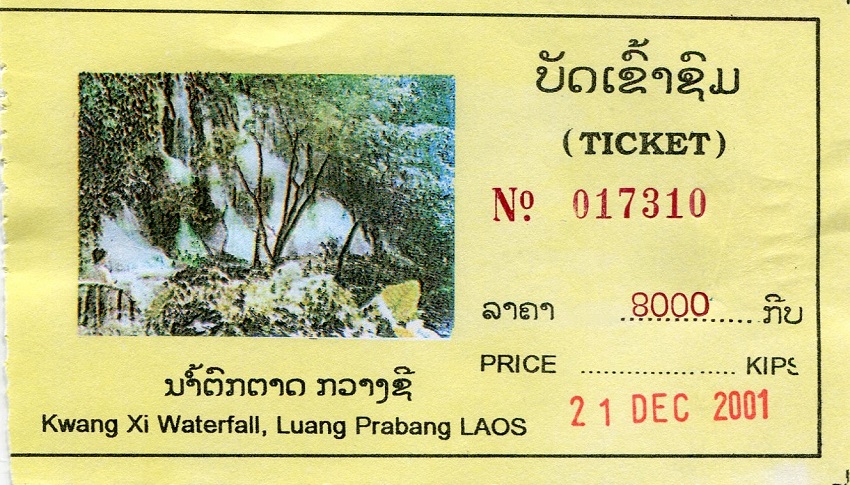 ບັດເຂົ້າຊົມ
(TICKET)
Nº 017310
ລາຄາ ..8000...... ກີບ
PRICE ..................... KIPS
21 DEC 2001
ນ້ຳຕົກຕາດ ກວາງຊີ
Kwang Xi Waterfall, Luang Prabang LAOS